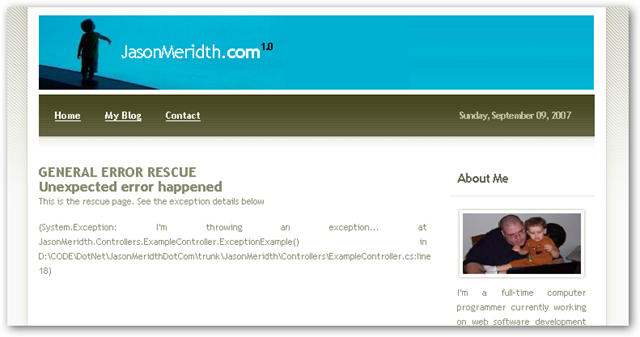 JasonMeridth.com 1.0
Home My Blog Contact Sunday, September 09, 2007
GENERAL ERROR RESCUE
Unexpected error happened
This is the rescue page. See the exception details below
{System.Exception: I'm throwing an exception... at
JasonMeridth.Controllers.ExampleController.ExceptionExample() in
D:\CODE\DotNet\JasonMeridthDotCom\trunk\JasonMeridth\Controllers\ExampleController.cs:line
18}
About Me
I'm a full-time computer
programmer currently working
on web software development